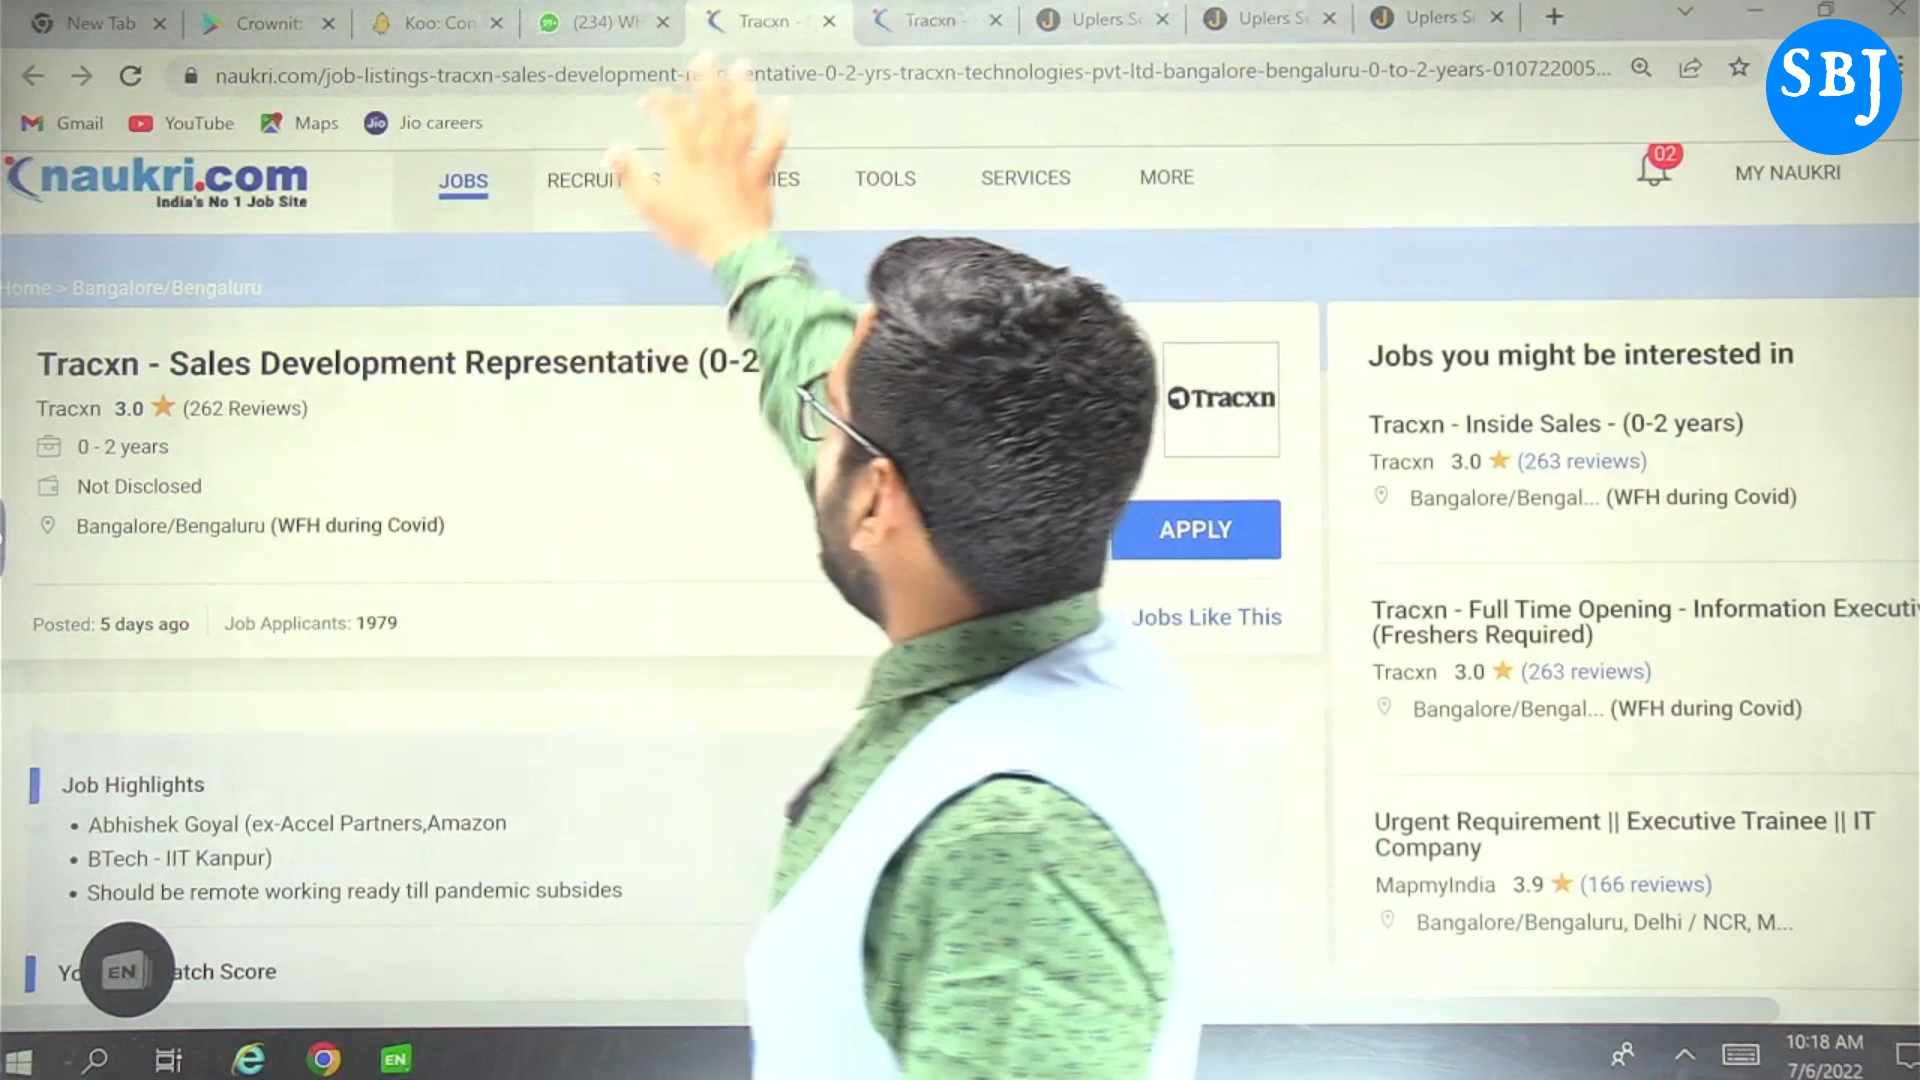 New Tab
Crownit:
Koo: Con
(234) Wh
Tracxn -
Tracxn -
Uplers Sc
Uplers Sc
Uplers Sc
SBJ
naukri.com/job-listings-tracxn-sales-development-
entative-0-2-yrs-tracxn-technologies-pvt-ltd-bangalore-bengaluru-0-to-2-years-010722005...
Gmail
YouTube
Maps
Jio careers
naukri.com
India's No 1 Job Site
JOBS
RECRUIT
IES
TOOLS
SERVICES
MORE
02
MY NAUKRI
Home > Bangalore/Bengaluru
Tracxn - Sales Development Representative (0-2
Tracxn 3.0 (262 Reviews)
0 - 2 years
Not Disclosed
Bangalore/Bengaluru (WFH during Covid)
Tracxn
APPLY
Posted: 5 days ago
Job Applicants: 1979
Jobs Like This
Job Highlights
• Abhishek Goyal (ex-Accel Partners,Amazon
• BTech - IIT Kanpur)
• Should be remote working ready till pandemic subsides
EN
atch Score
Jobs you might be interested in
Tracxn - Inside Sales - (0-2 years)
Tracxn 3.0 (263 reviews)
Bangalore/Bengal... (WFH during Covid)
Tracxn - Full Time Opening - Information Executi
(Freshers Required)
Tracxn 3.0 (263 reviews)
Bangalore/Bengal... (WFH during Covid)
Urgent Requirement || Executive Trainee || IT
Company
MapmyIndia 3.9 (166 reviews)
Bangalore/Bengaluru, Delhi / NCR, M...
EN
10:18 AM
7/6/2022